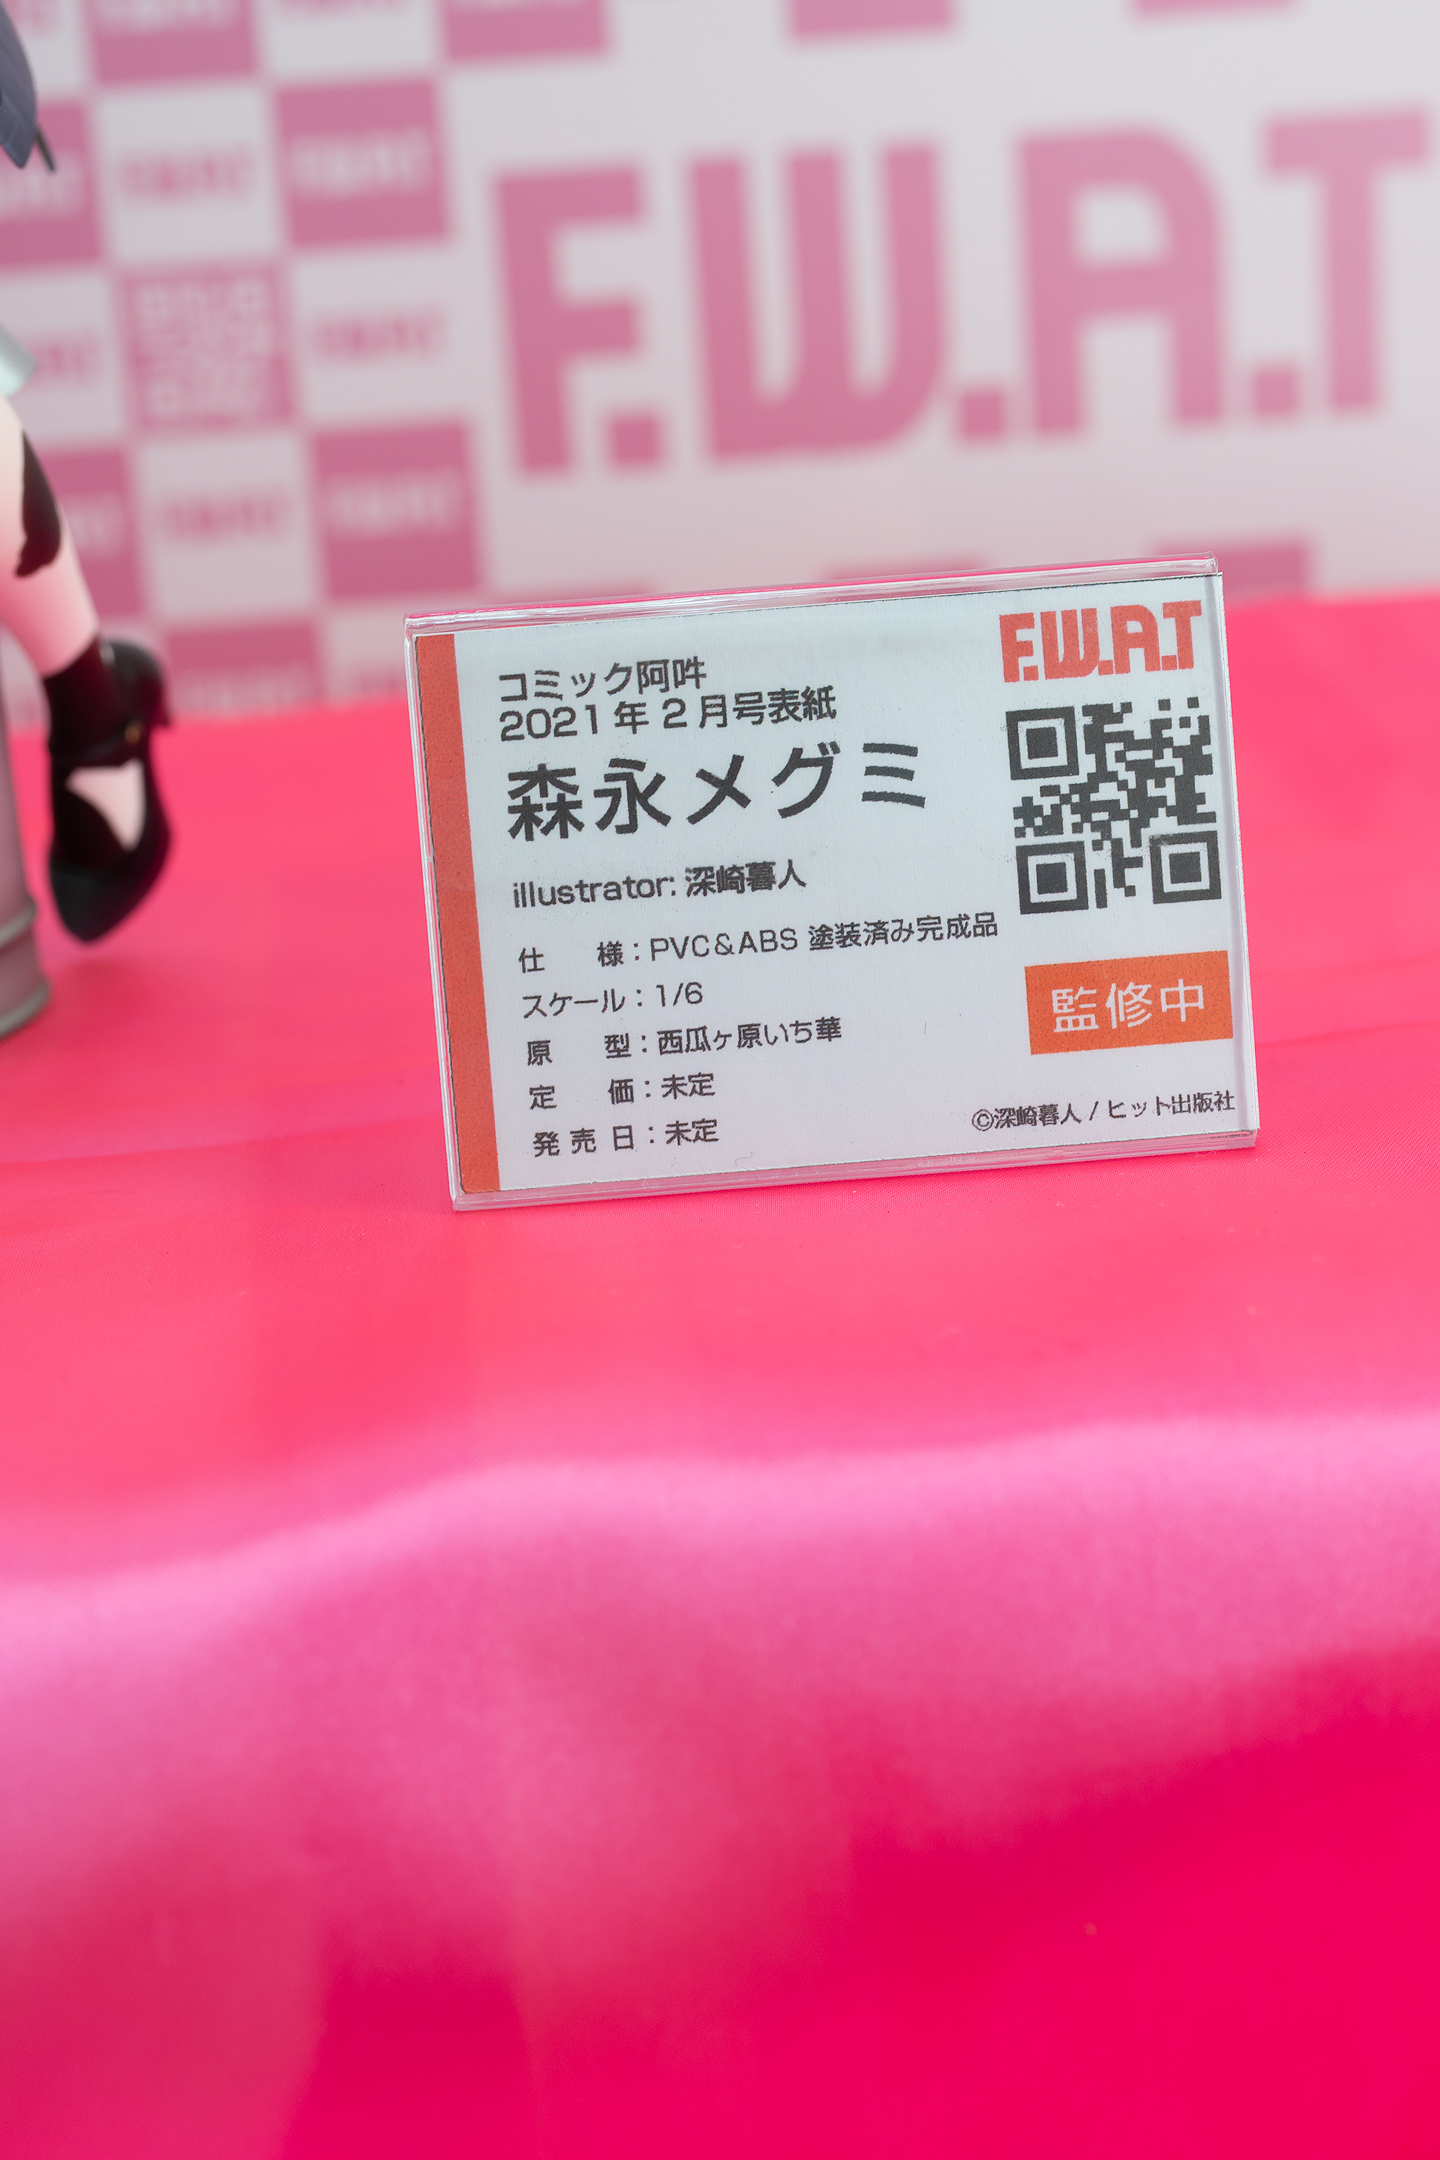 F.W.A.T
F.W.A.T
コミック阿吽
2021年2月号表紙
森永メグミ
illustrator: 深崎暮人
仕　様：PVC&ABS 塗装済み完成品
スケール：1/6
原　型：西瓜ヶ原いち華
定　価：未定
発売日：未定
監修中
©深崎暮人 / ヒット出版社